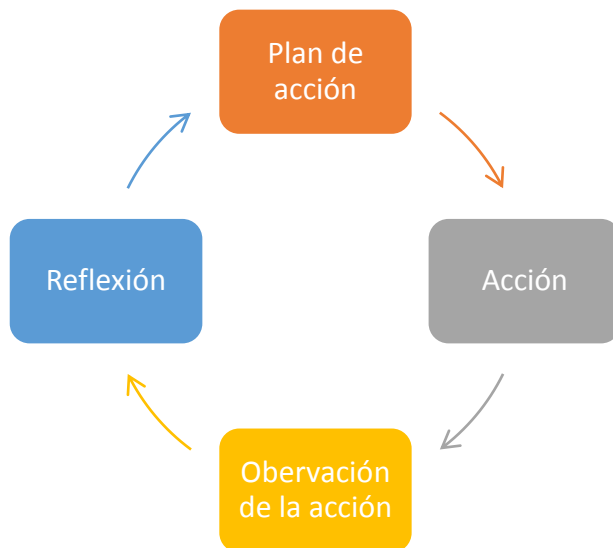 Plan de
acción
Reflexión
Acción
Obervación
de la acción